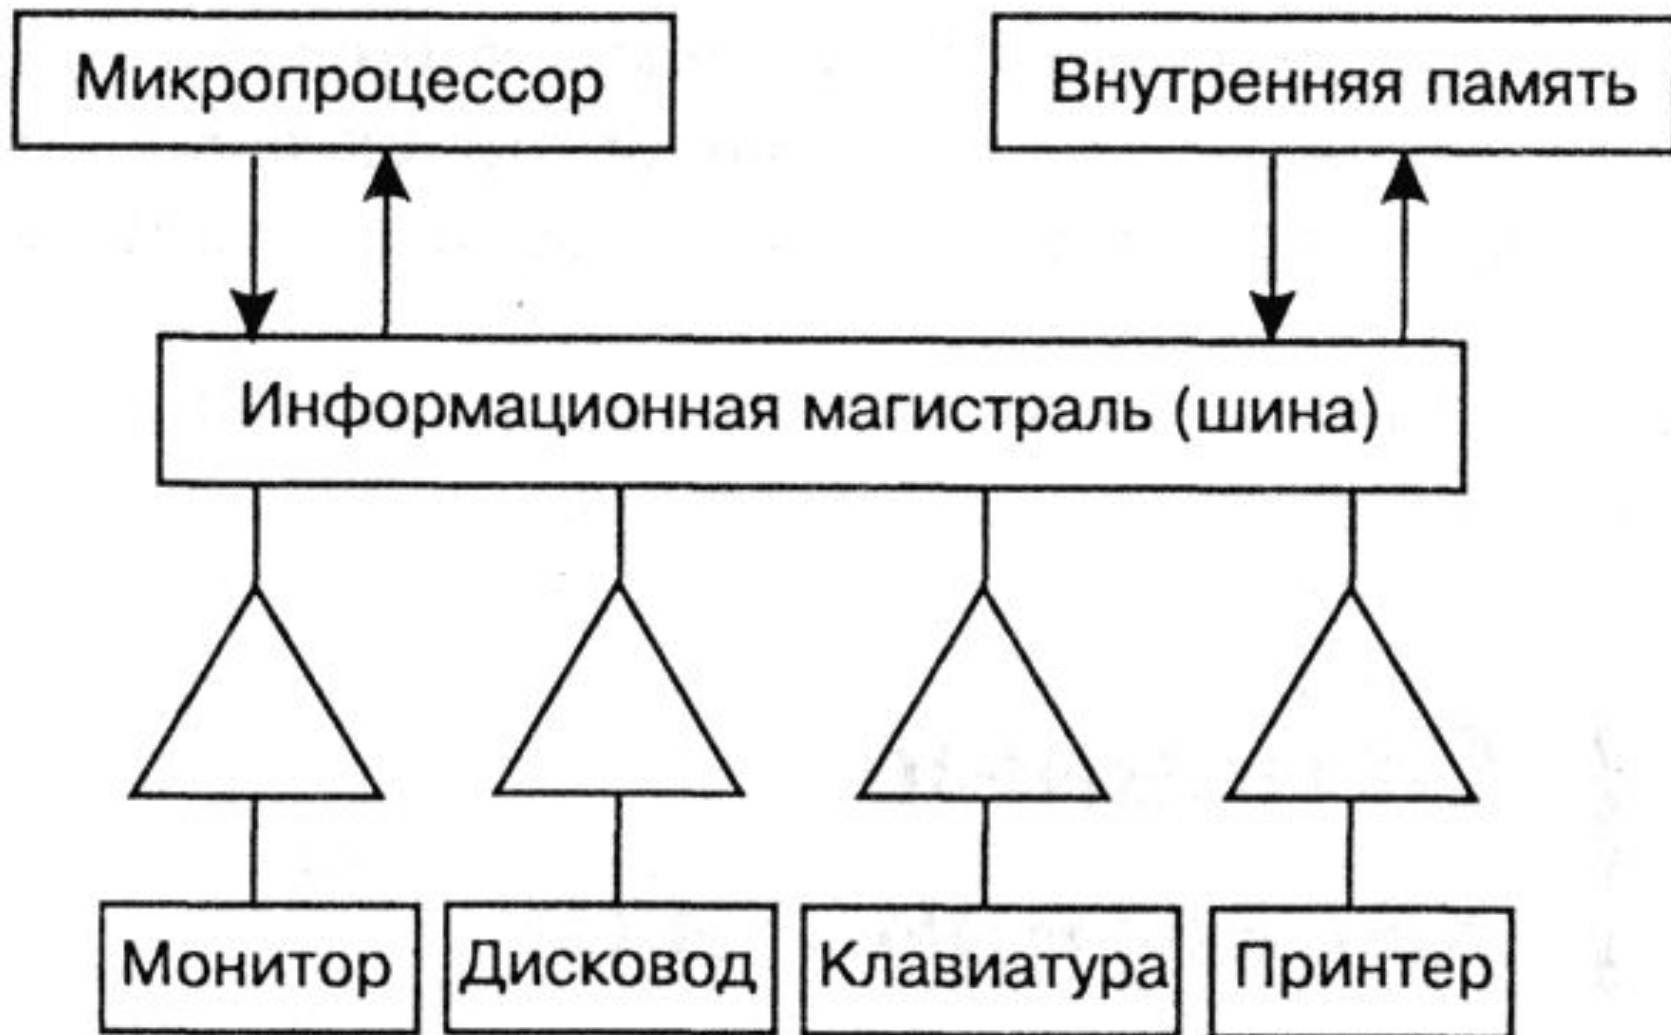 Микропроцессор
Внутренняя память
Информационная магистраль (шина)
Монитор
Дисковод
Клавиатура
Принтер